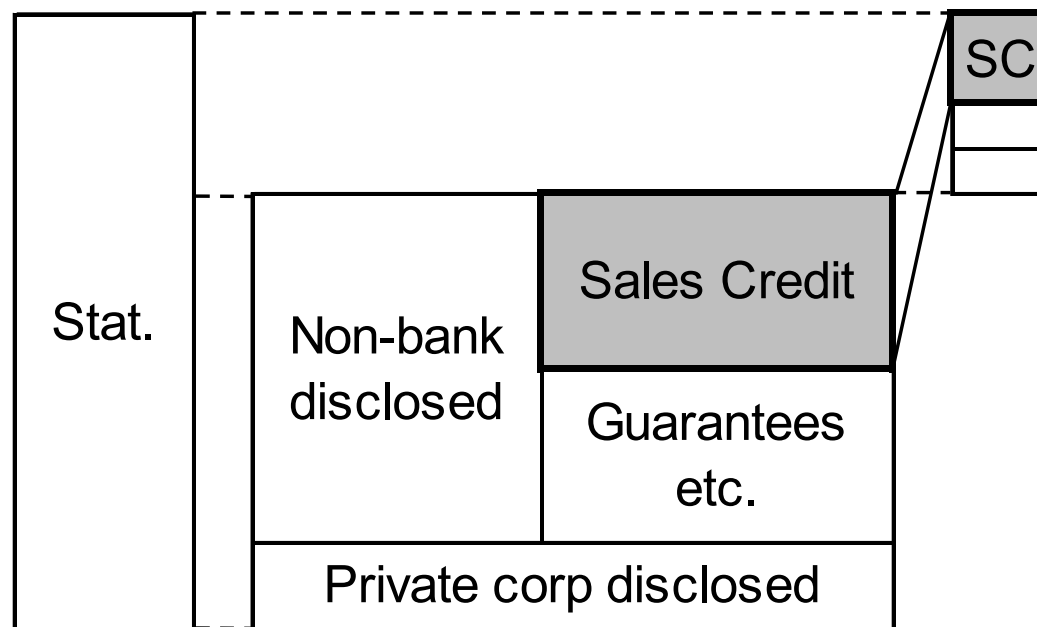 SC
Stat.
Non-bank
disclosed
Sales Credit
Guarantees
etc.
Private corp disclosed